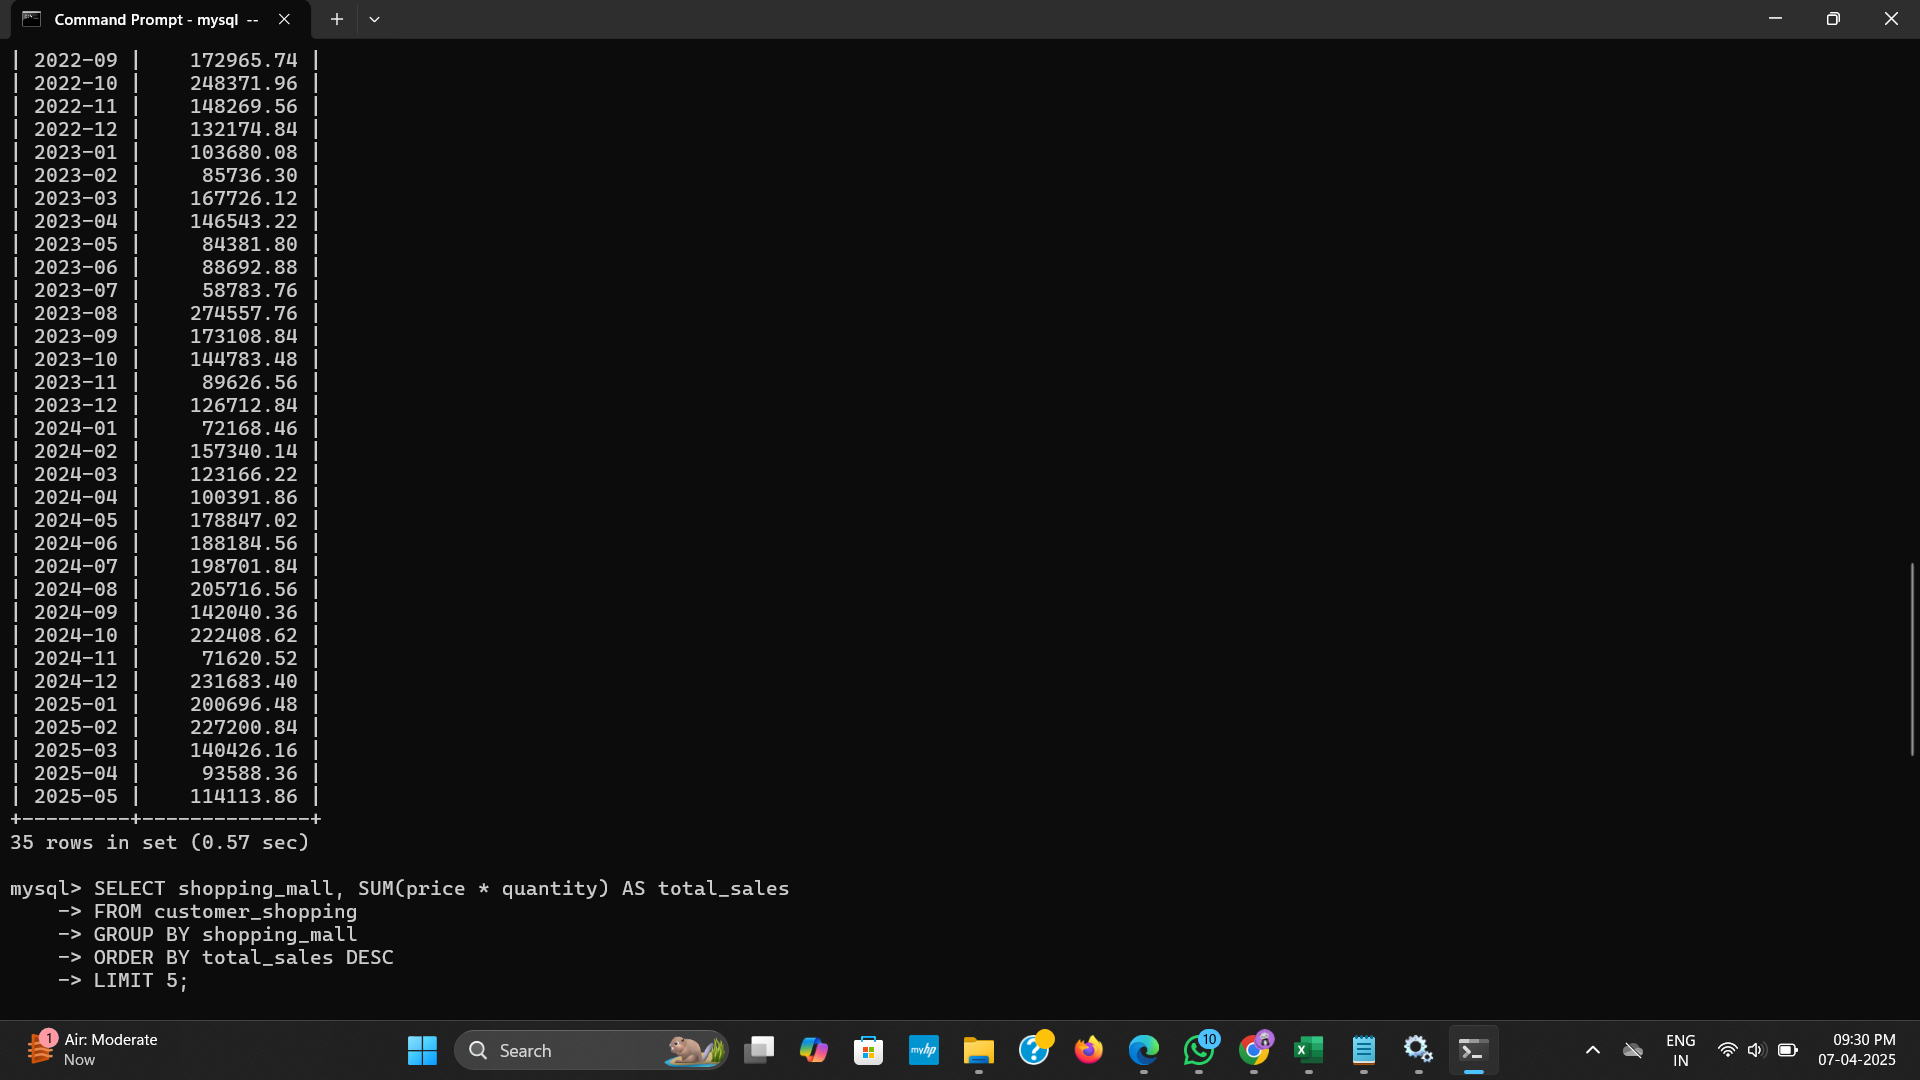 Command Prompt - mysql --
| 2022-09 |    172965.74 |
| 2022-10 |    248371.96 |
| 2022-11 |    148269.56 |
| 2022-12 |    132174.84 |
| 2023-01 |    103680.08 |
| 2023-02 |     85736.30 |
| 2023-03 |    167726.12 |
| 2023-04 |    146543.22 |
| 2023-05 |     84381.80 |
| 2023-06 |     88692.88 |
| 2023-07 |     58783.76 |
| 2023-08 |    274557.76 |
| 2023-09 |    173108.84 |
| 2023-10 |    144783.48 |
| 2023-11 |     89626.56 |
| 2023-12 |    126712.84 |
| 2024-01 |     72168.46 |
| 2024-02 |    157340.14 |
| 2024-03 |    123166.22 |
| 2024-04 |    100391.86 |
| 2024-05 |    178847.02 |
| 2024-06 |    188184.56 |
| 2024-07 |    198701.84 |
| 2024-08 |    205716.56 |
| 2024-09 |    142040.36 |
| 2024-10 |    222408.62 |
| 2024-11 |     71620.52 |
| 2024-12 |    231683.40 |
| 2025-01 |    200696.48 |
| 2025-02 |    227200.84 |
| 2025-03 |    140426.16 |
| 2025-04 |     93588.36 |
| 2025-05 |    114113.86 |
+---------+--------------+
35 rows in set (0.57 sec)
mysql> SELECT shopping_mall, SUM(price * quantity) AS total_sales
    -> FROM customer_shopping
    -> GROUP BY shopping_mall
    -> ORDER BY total_sales DESC
    -> LIMIT 5;
1
Air: Moderate
Now
Search
myhp
10
ENG
IN
09:30 PM
07-04-2025